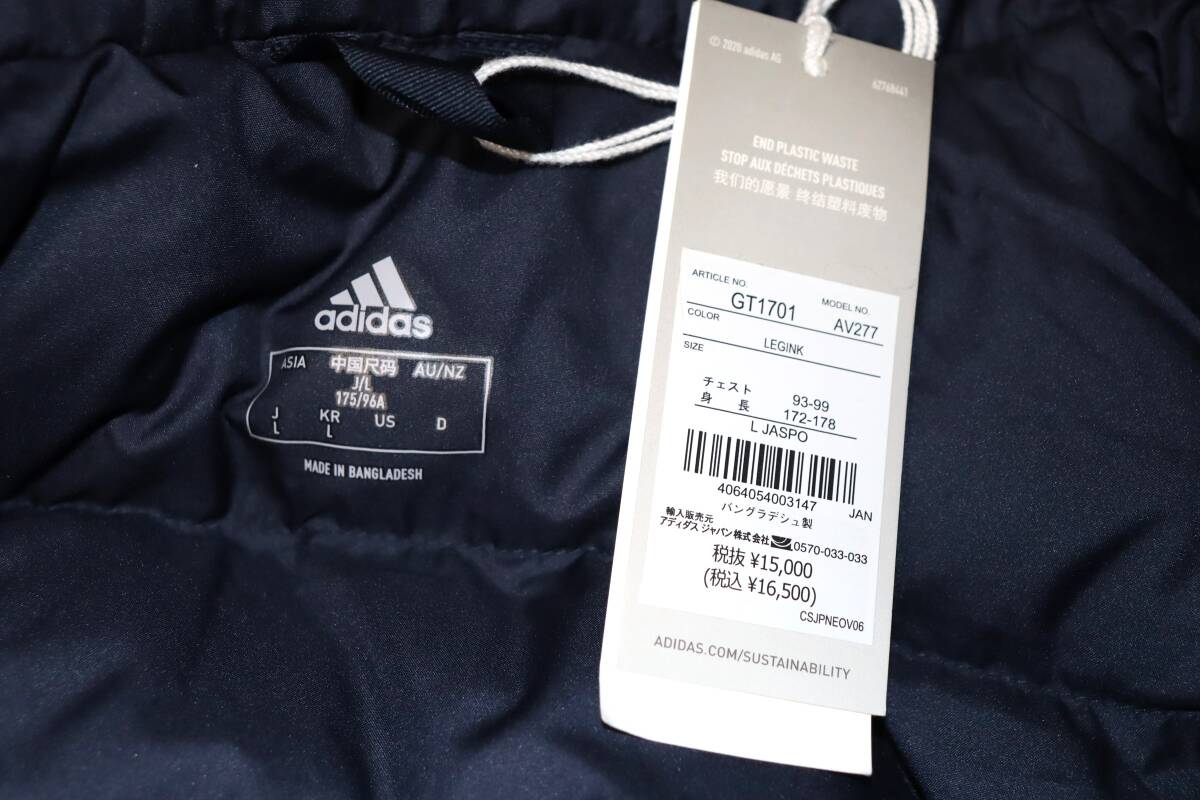 adidas
ASIA 中国尺码 AU/NZ
J/L
175/96A
J KR US D
L L
MADE IN BANGLADESH
© 2020 adidas AG
62768441
END PLASTIC WASTE
STOP AUX DÉCHETS PLASTIQUES
我们的愿景 终结塑料废物
ARTICLE NO. MODEL NO.
GT1701 AV277
COLOR
LEGINK
SIZE
チェスト 93-99
身 長 172-178
L JASPO
4064054003147 JAN
バングラデシュ製
輸入販売元
アディダス ジャパン株式会社 0570-033-033
税抜 ¥15,000
(税込 ¥16,500)
CSJPNEOV06
ADIDAS.COM/SUSTAINABILITY